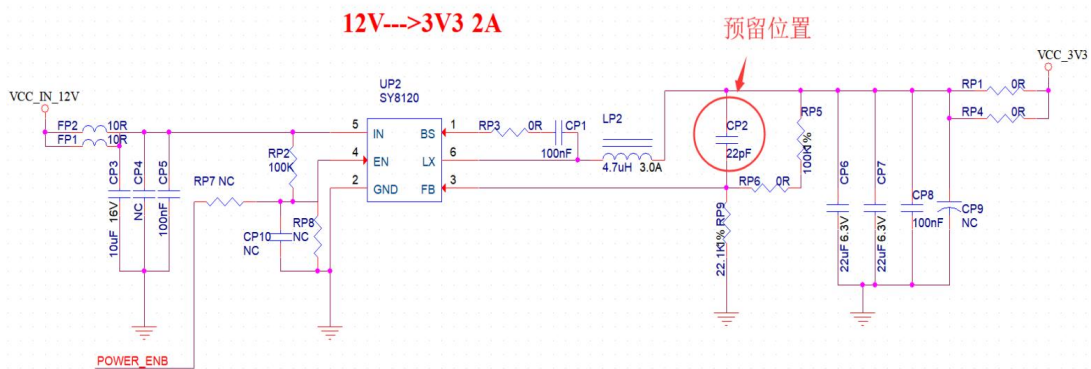 12V--->3V3 2A
预留位置
VCC_IN_12V
VCC_3V3
UP2
SY8120
FP2 10R
FP1 10R
CP3
10uF 16V
CP4
NC
CP5
100nF
RP2
100K
RP7 NC
CP10
NC
RP8
NC
5 IN
4 EN
2 GND
BS 1
LX 6
FB 3
RP3 0R
CP1
100nF
LP2
4.7uH 3.0A
CP2
22pF
RP5
100K1%
RP6 0R
RP9
22.1K1%
CP6
22uF 6.3V
CP7
22uF 6.3V
CP8
100nF
CP9
NC
RP1 0R
RP4 0R
POWER_ENB